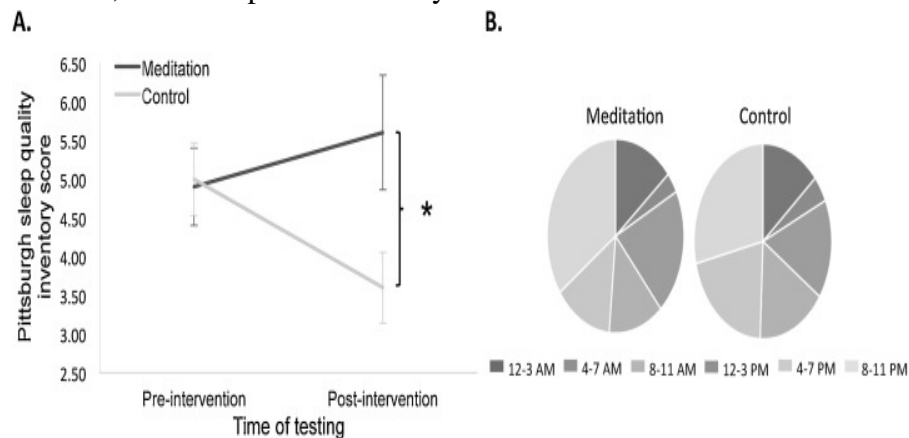 A.
B.
Pittsburgh sleep quality
inventory score
6.50
6.00
5.50
5.00
4.50
4.00
3.50
3.00
2.50
Meditation
Control
*
Pre-intervention Post-intervention
Time of testing
Meditation Control
12-3 AM 4-7 AM 8-11 AM 12-3 PM 4-7 PM 8-11 PM